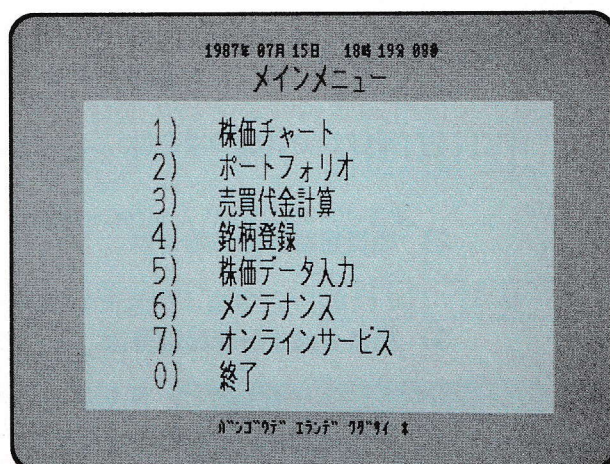 1987年 07月 15日 18時 19分 09秒
メインメニュー
1) 株価チャート
2) ポートフォリオ
3) 売買代金計算
4) 銘柄登録
5) 株価データ入力
6) メンテナンス
7) オンラインサービス
0) 終了
バンゴウデ エランデ クダサイ